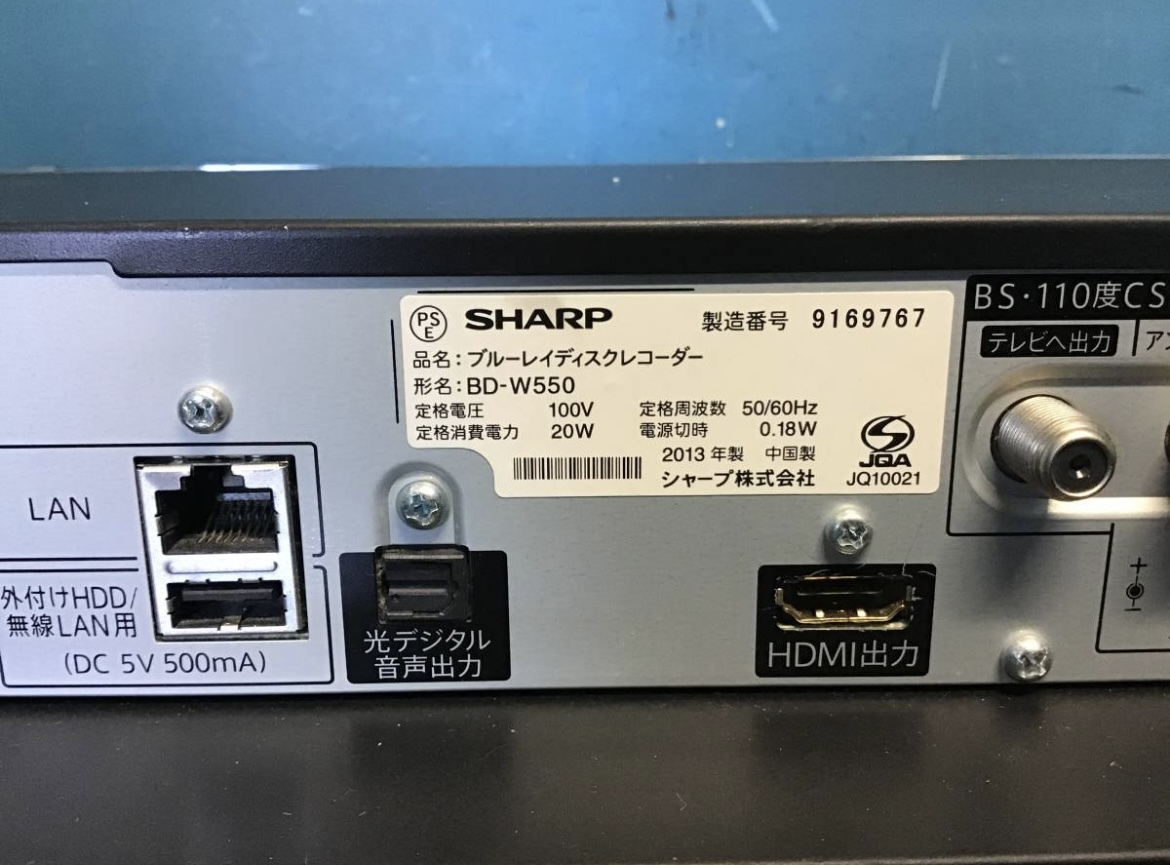 PS E SHARP 製造番号 9169767
品名：ブルーレイディスクレコーダー
形名：BD-W550
定格電圧 100V 定格周波数 50/60Hz
定格消費電力 20W 電源切時 0.18W
2013 年製 中国製
シャープ株式会社
JQA
JQ10021
BS・110度CS
テレビへ出力
LAN
外付けHDD/
無線LAN用
(DC 5V 500mA)
光デジタル
音声出力
HDMI出力